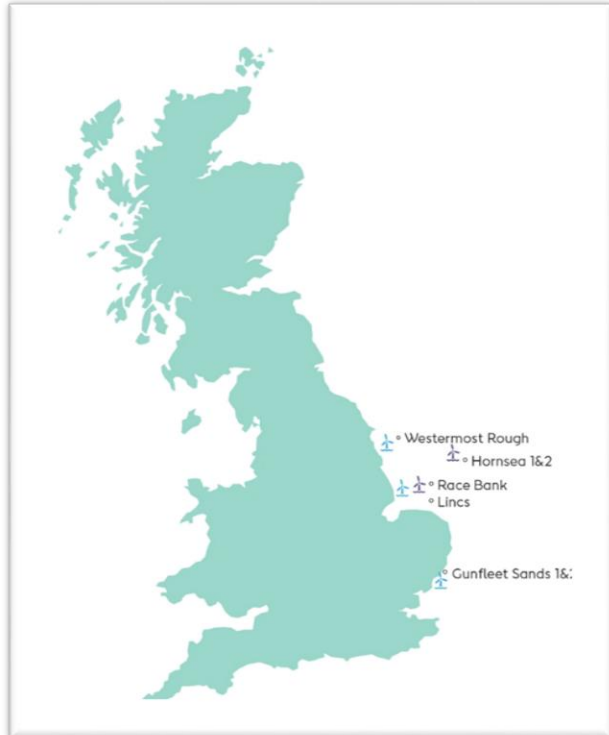 Westermost Rough
Hornsea 1&2
Race Bank
Lincs
Gunfleet Sands 1&